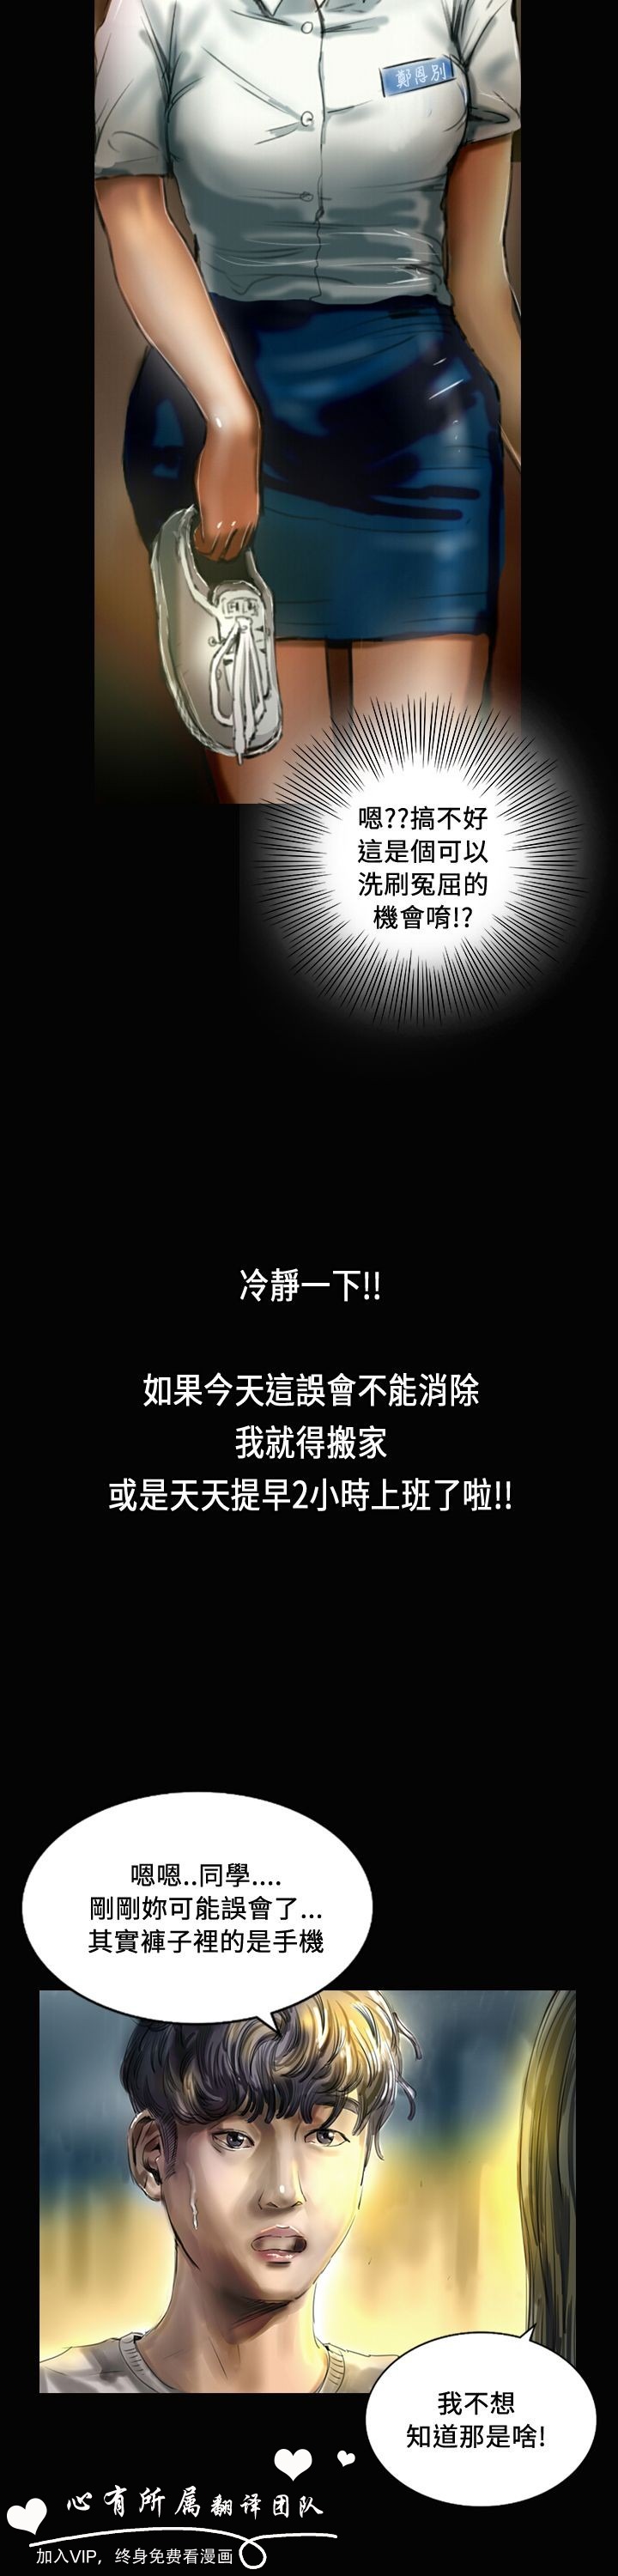 鄭恩別
嗯??搞不好
這是個可以
洗刷冤屈的
機會唷!?
冷靜一下!!
如果今天這誤會不能消除
我就得搬家
或是天天提早2小時上班了啦!!
嗯嗯..同學....
剛剛妳可能誤會了...
其實褲子裡的是手機
我不想
知道那是啥!
心有所属翻译团队
加入VIP，终身免费看漫画